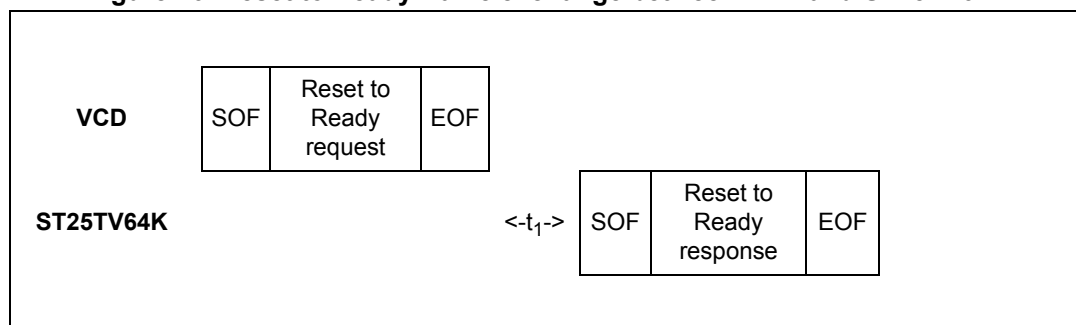 VCD
SOF
Reset to
Ready
request
EOF
ST25TV64K
<-t1->
SOF
Reset to
Ready
response
EOF